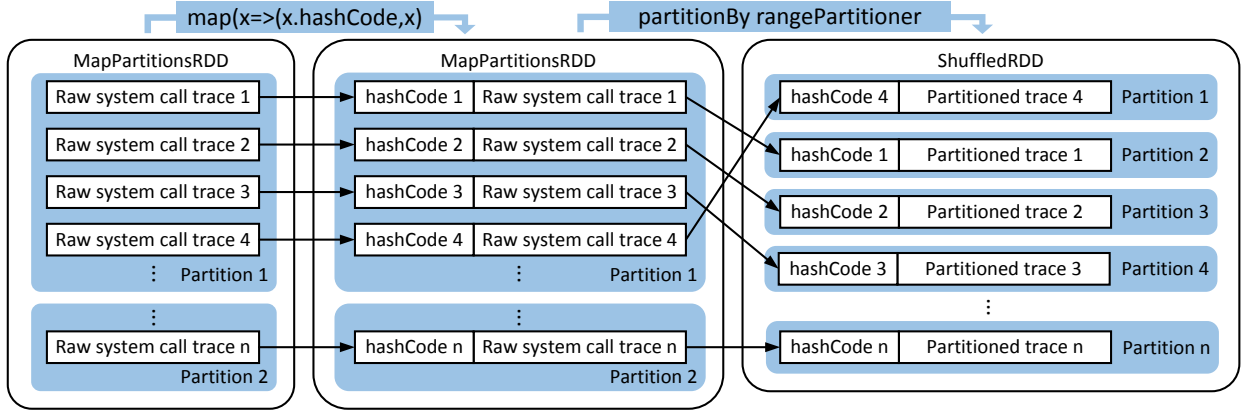 map(x=>(x.hashCode,x)
partitionBy rangePartitioner
MapPartitionsRDD
Raw system call trace 1
Raw system call trace 2
Raw system call trace 3
Raw system call trace 4
⋮
Partition 1
⋮
Raw system call trace n
Partition 2
MapPartitionsRDD
hashCode 1 Raw system call trace 1
hashCode 2 Raw system call trace 2
hashCode 3 Raw system call trace 3
hashCode 4 Raw system call trace 4
⋮
Partition 1
⋮
hashCode n Raw system call trace n
Partition 2
ShuffledRDD
hashCode 4 Partitioned trace 4 Partition 1
hashCode 1 Partitioned trace 1 Partition 2
hashCode 2 Partitioned trace 2 Partition 3
hashCode 3 Partitioned trace 3 Partition 4
⋮
hashCode n Partitioned trace n Partition n